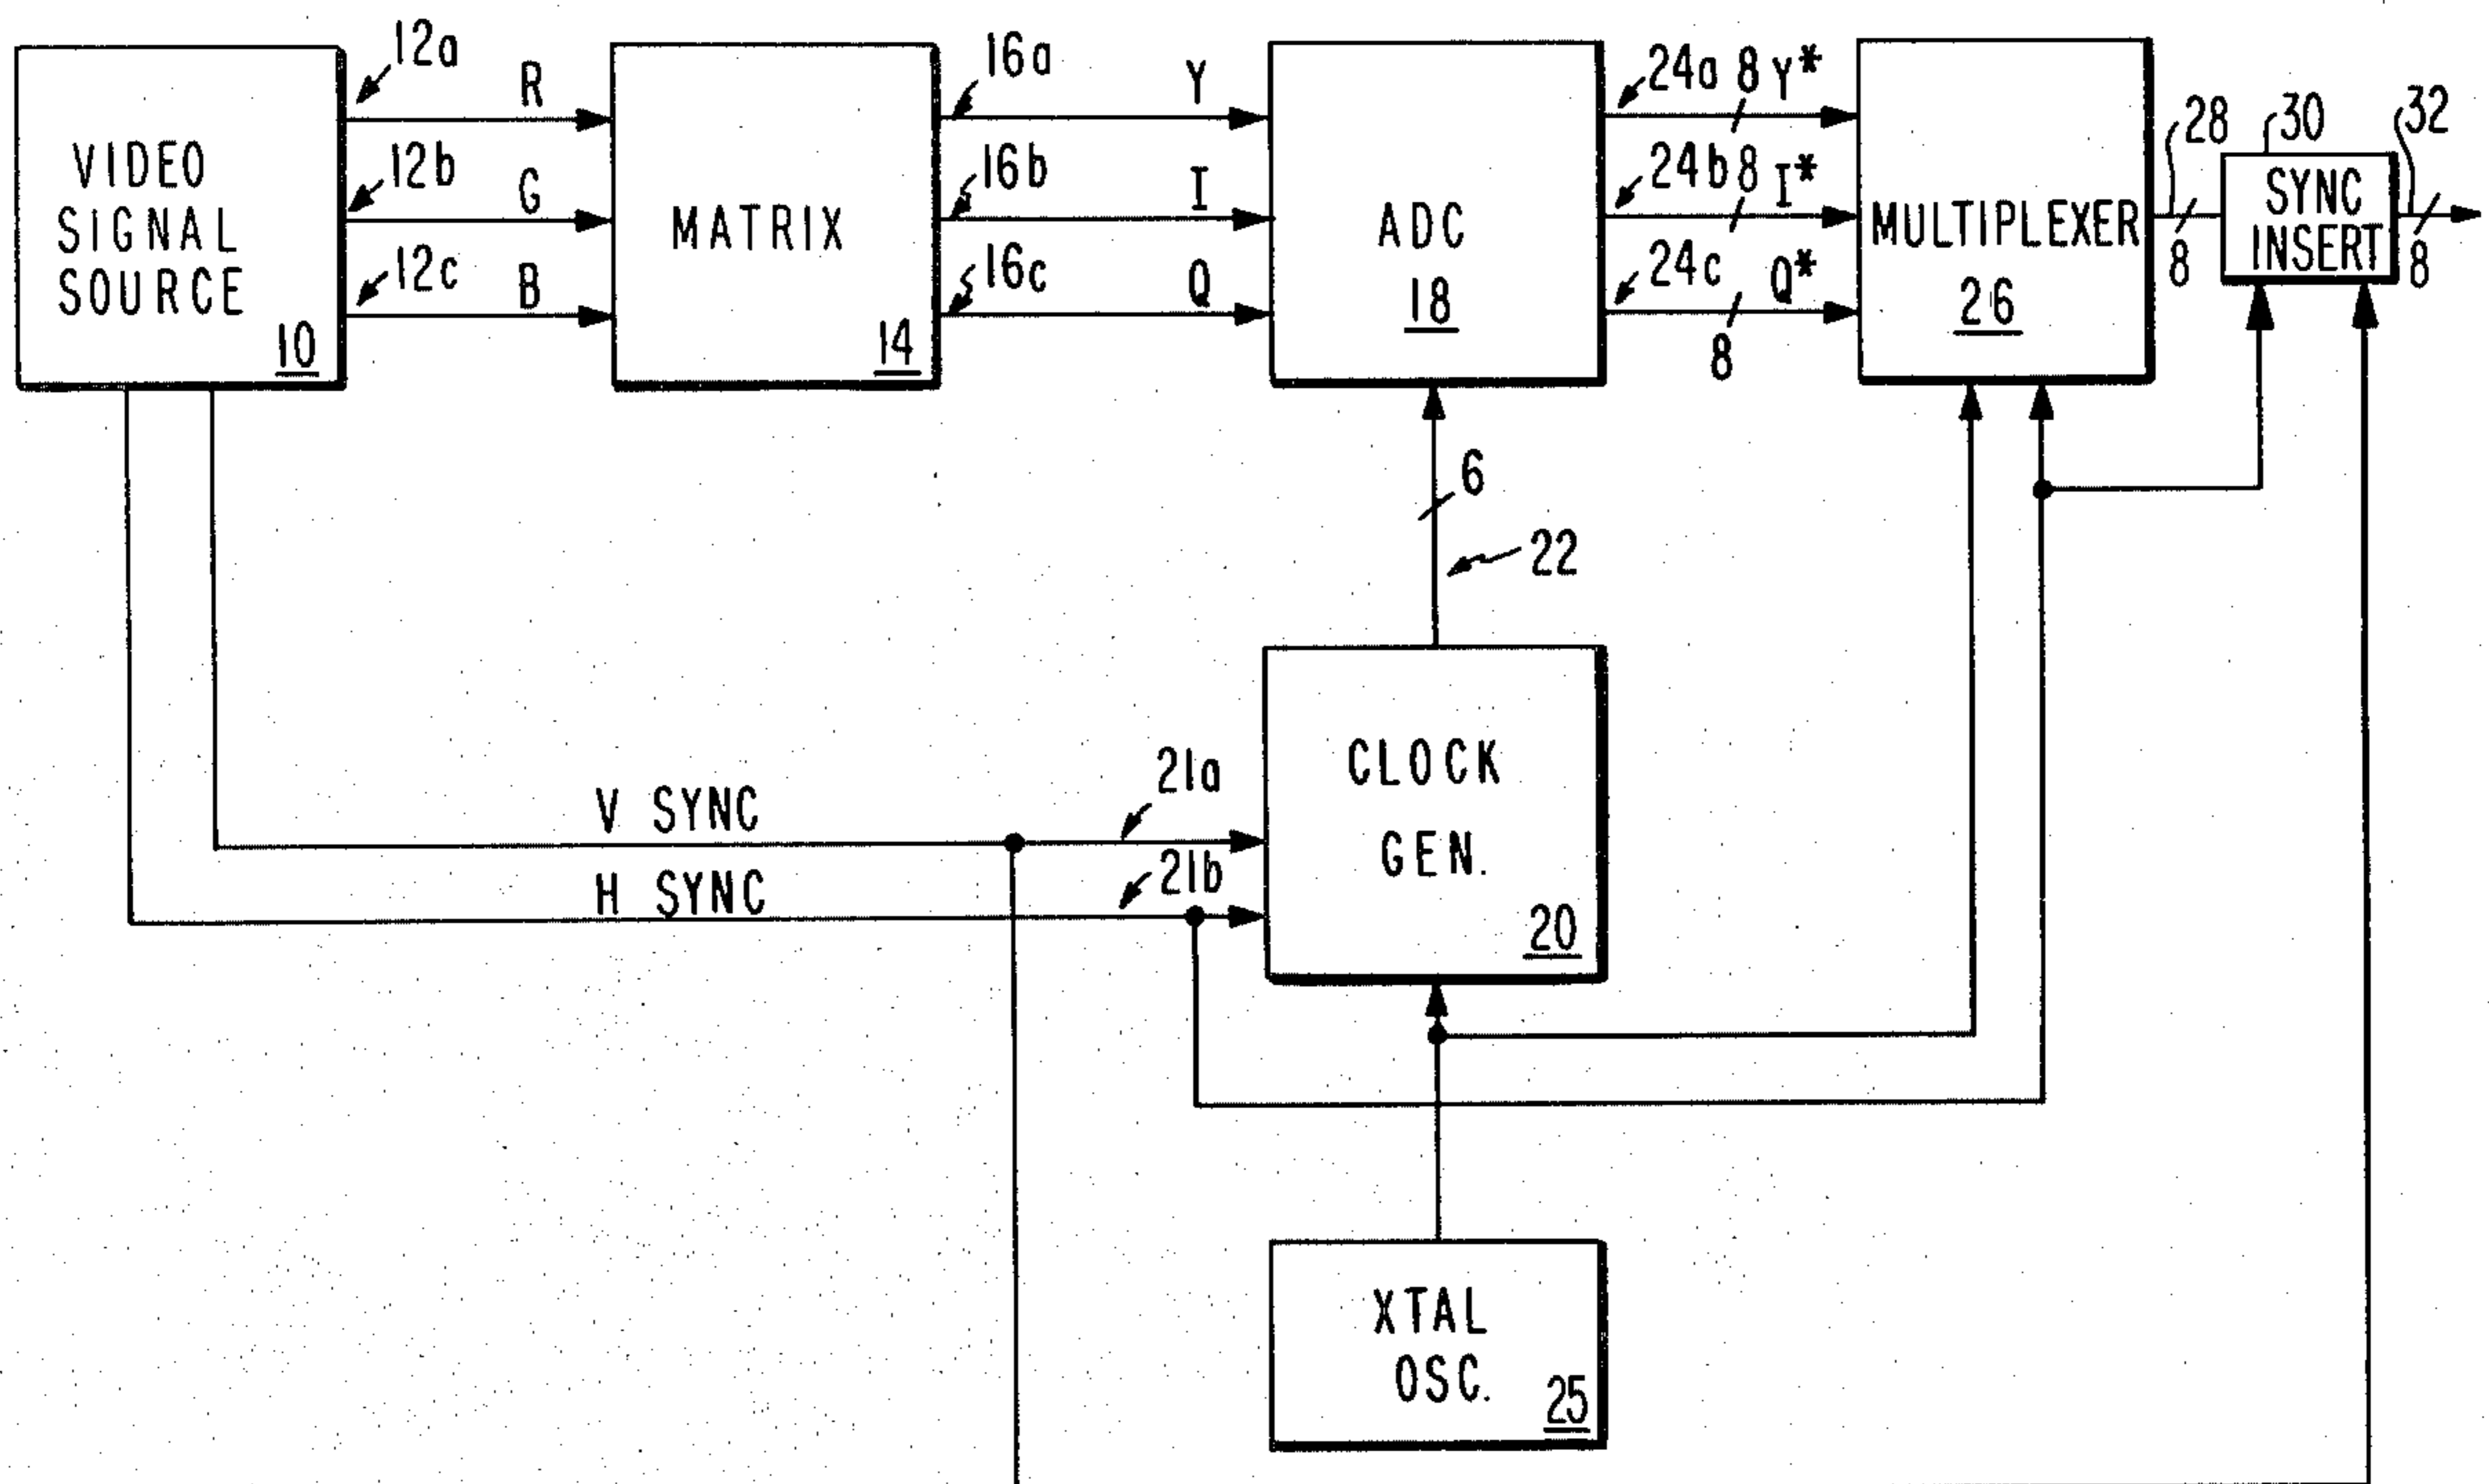 12a
R
12b
G
12c
B
VIDEO
SIGNAL
SOURCE
10
MATRIX
14
16a
Y
16b
I
16c
Q
ADC
18
24a 8 Y*
24b 8 I*
24c Q*
8
MULTIPLEXER
26
28
8
30
SYNC
INSERT
32
8
6
22
V SYNC
H SYNC
21a
21b
CLOCK
GEN.
20
XTAL
OSC.
25